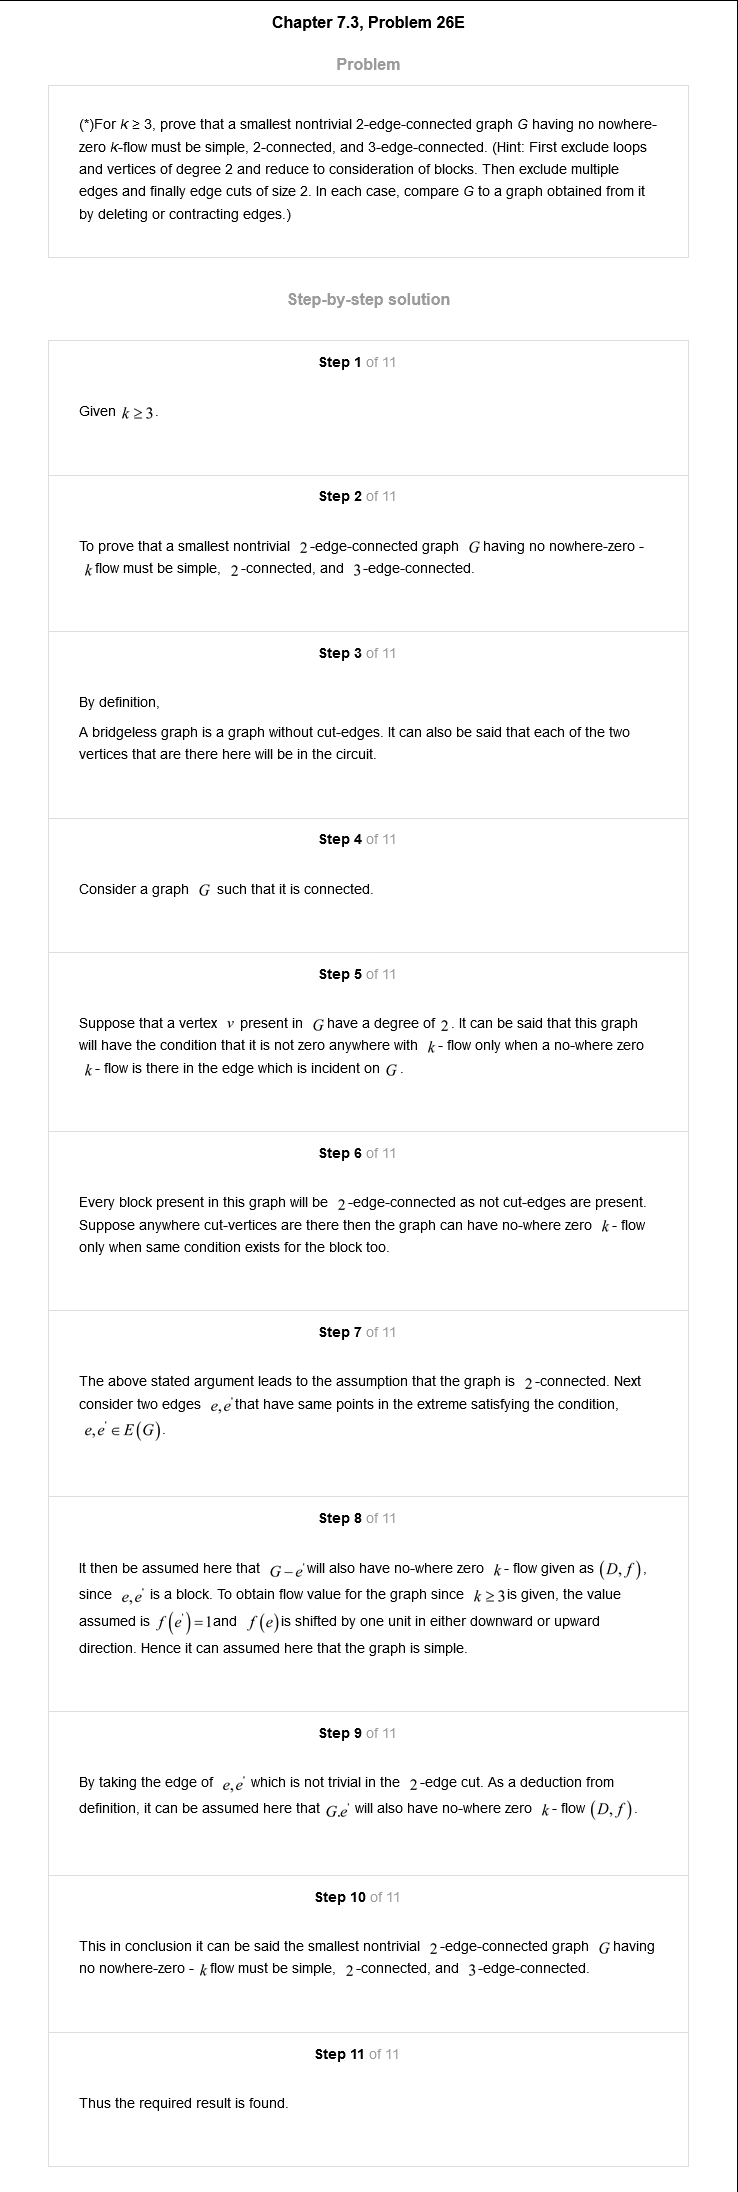 Chapter 7.3, Problem 26E
Problem
(*)For k ≥ 3, prove that a smallest nontrivial 2-edge-connected graph G having no nowhere-
zero k-flow must be simple, 2-connected, and 3-edge-connected. (Hint: First exclude loops
and vertices of degree 2 and reduce to consideration of blocks. Then exclude multiple
edges and finally edge cuts of size 2. In each case, compare G to a graph obtained from it
by deleting or contracting edges.)
Step-by-step solution
Step 1 of 11
Given k ≥ 3.
Step 2 of 11
To prove that a smallest nontrivial 2-edge-connected graph G having no nowhere-zero -
k flow must be simple, 2-connected, and 3-edge-connected.
Step 3 of 11
By definition,
A bridgeless graph is a graph without cut-edges. It can also be said that each of the two
vertices that are there here will be in the circuit.
Step 4 of 11
Consider a graph G such that it is connected.
Step 5 of 11
Suppose that a vertex v present in G have a degree of 2. It can be said that this graph
will have the condition that it is not zero anywhere with k- flow only when a no-where zero
k- flow is there in the edge which is incident on G.
Step 6 of 11
Every block present in this graph will be 2-edge-connected as not cut-edges are present.
Suppose anywhere cut-vertices are there then the graph can have no-where zero k- flow
only when same condition exists for the block too.
Step 7 of 11
The above stated argument leads to the assumption that the graph is 2-connected. Next
consider two edges e,e' that have same points in the extreme satisfying the condition,
e,e' ∈ E(G).
Step 8 of 11
It then be assumed here that G-e' will also have no-where zero k- flow given as (D,f),
since e,e' is a block. To obtain flow value for the graph since k ≥ 3 is given, the value
assumed is f(e')=1and f(e)is shifted by one unit in either downward or upward
direction. Hence it can assumed here that the graph is simple.
Step 9 of 11
By taking the edge of e,e' which is not trivial in the 2-edge cut. As a deduction from
definition, it can be assumed here that G.e' will also have no-where zero k- flow (D,f).
Step 10 of 11
This in conclusion it can be said the smallest nontrivial 2-edge-connected graph G having
no nowhere-zero - k flow must be simple, 2-connected, and 3-edge-connected.
Step 11 of 11
Thus the required result is found.